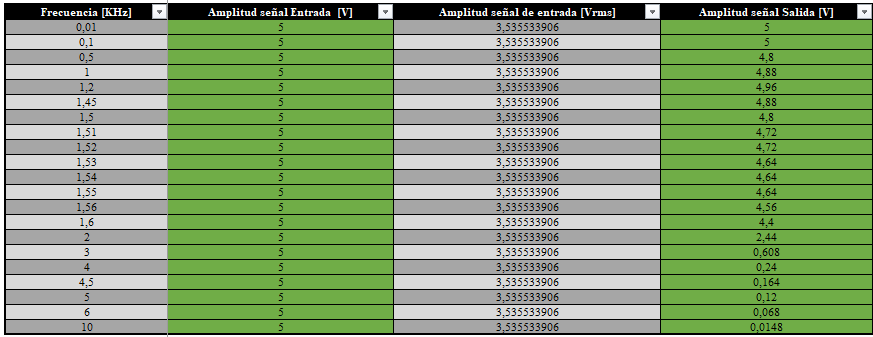 Frecuencia [KHz] Amplitud señal Entrada [V] Amplitud señal de entrada [Vrms] Amplitud señal Salida [V]
0,01 5 3,535533906 5
0,1 5 3,535533906 5
0,5 5 3,535533906 4,8
1 5 3,535533906 4,88
1,2 5 3,535533906 4,96
1,45 5 3,535533906 4,88
1,5 5 3,535533906 4,8
1,51 5 3,535533906 4,72
1,52 5 3,535533906 4,72
1,53 5 3,535533906 4,64
1,54 5 3,535533906 4,64
1,55 5 3,535533906 4,64
1,56 5 3,535533906 4,56
1,6 5 3,535533906 4,4
2 5 3,535533906 2,44
3 5 3,535533906 0,608
4 5 3,535533906 0,24
4,5 5 3,535533906 0,164
5 5 3,535533906 0,12
6 5 3,535533906 0,068
10 5 3,535533906 0,0148